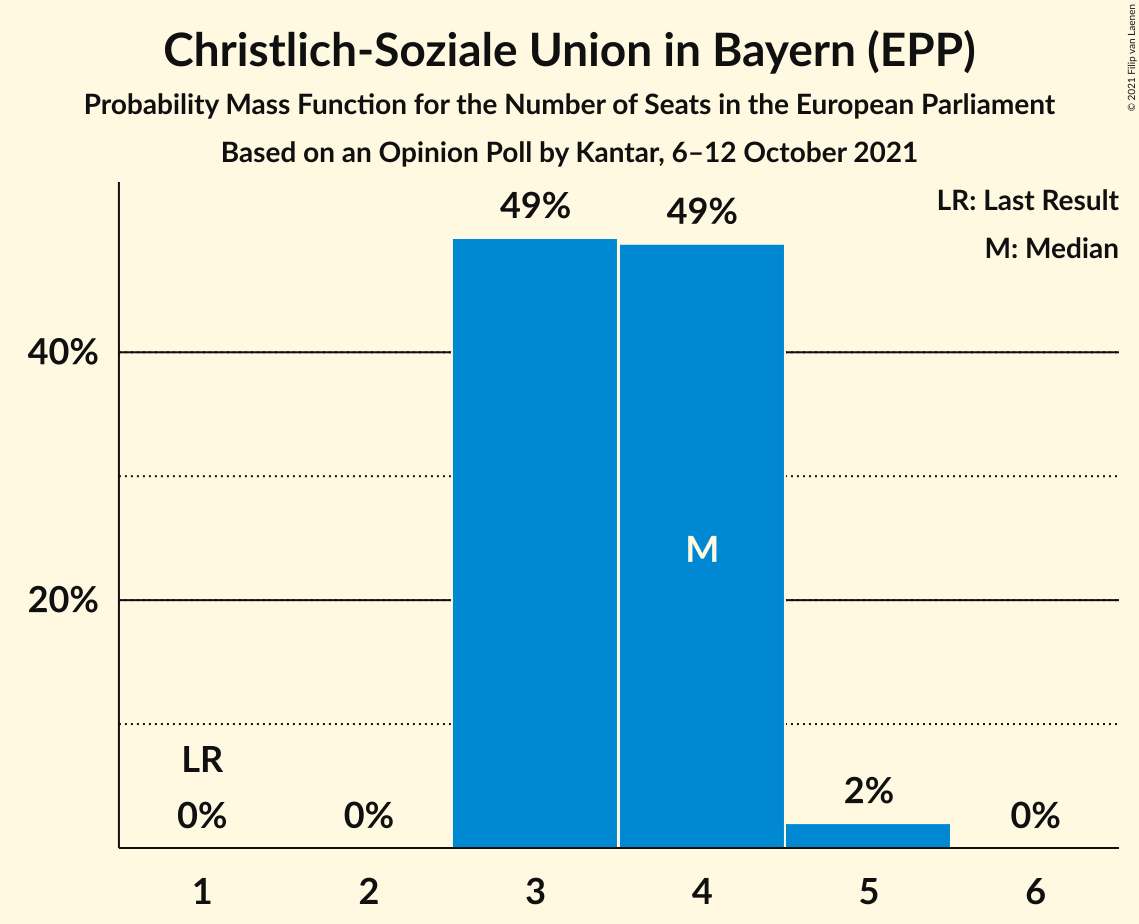 Christlich-Soziale Union in Bayern (EPP)
Probability Mass Function for the Number of Seats in the European Parliament
Based on an Opinion Poll by Kantar, 6–12 October 2021
© 2021 Filip van Laenen
LR: Last Result
M: Median
49%
49%
40%
M
20%
LR
0%
0%
2%
0%
1
2
3
4
5
6